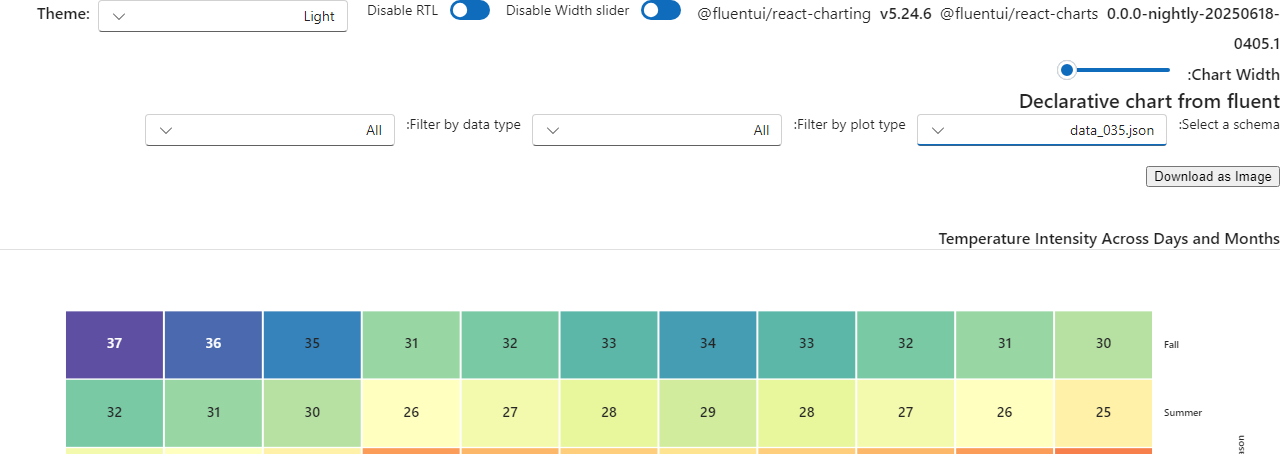 Theme: Light Disable RTL Disable Width slider @fluentui/react-charting v5.24.6 @fluentui/react-charts 0.0.0-nightly-20250618-
0405.1
:Chart Width
Declarative chart from fluent
:Select a schema data_035.json :Filter by plot type All :Filter by data type All
Download as Image
Temperature Intensity Across Days and Months
37 36 35 31 32 33 34 33 32 31 30 Fall
32 31 30 26 27 28 29 28 27 26 25 Summer